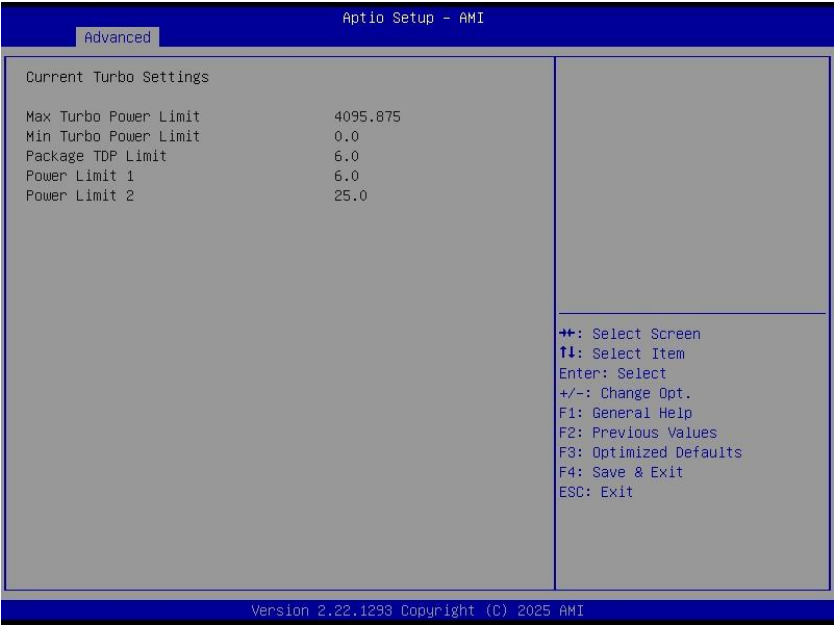 Aptio Setup – AMI
Advanced
Current Turbo Settings
Max Turbo Power Limit 4095.875
Min Turbo Power Limit 0.0
Package TDP Limit 6.0
Power Limit 1 6.0
Power Limit 2 25.0
→←: Select Screen
↑↓: Select Item
Enter: Select
+/-: Change Opt.
F1: General Help
F2: Previous Values
F3: Optimized Defaults
F4: Save & Exit
ESC: Exit
Version 2.22.1293 Copyright (C) 2025 AMI